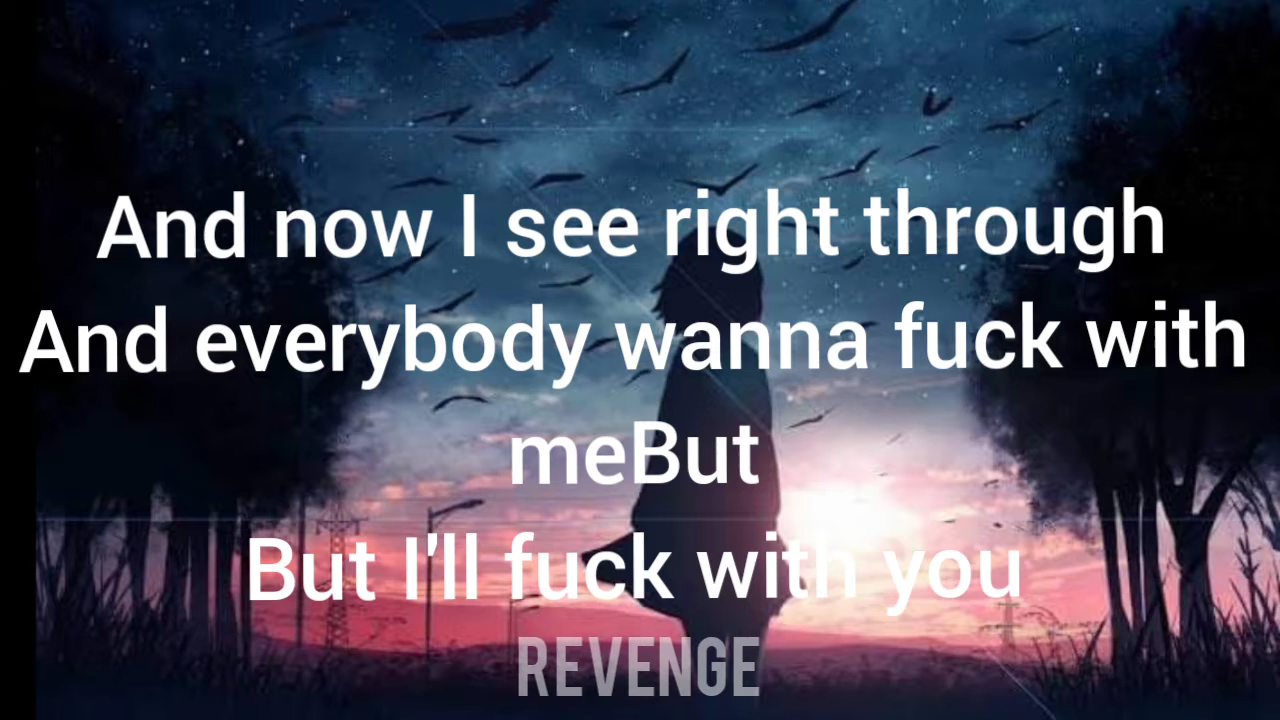 And now I see right through
And everybody wanna fuck with
meBut
But I'll fuck with you
REVENGE